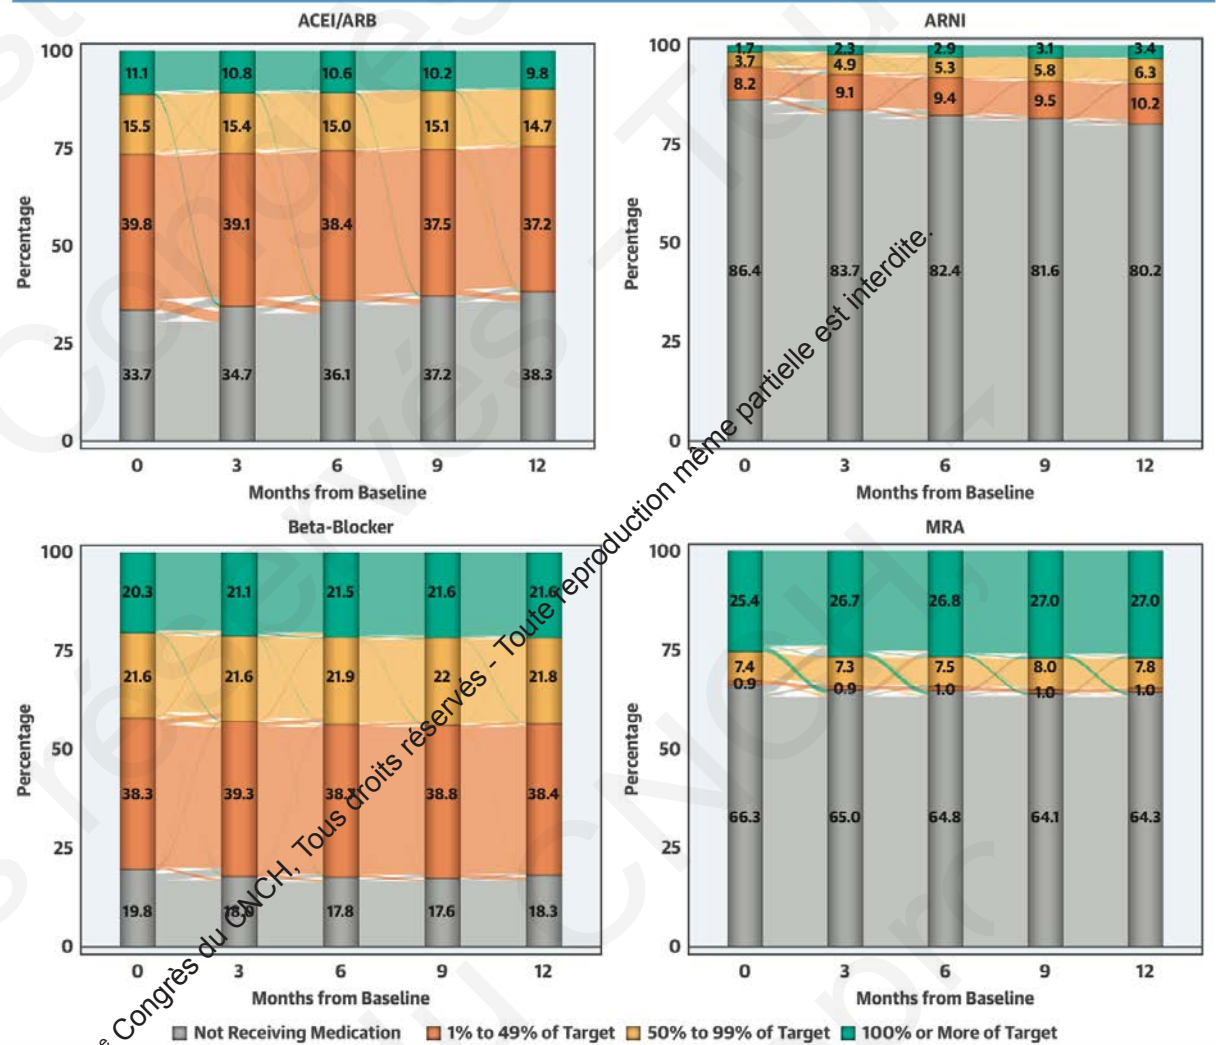 ACEI/ARB
100
75
50
25
0
Percentage
11.1 10.8 10.6 10.2 9.8
15.5 15.4 15.0 15.1 14.7
39.8 39.1 38.4 37.5 37.2
33.7 34.7 36.1 37.2 38.3
0 3 6 9 12
Months from Baseline
ARNI
100
75
50
25
0
Percentage
1.7 2.3 2.9 3.1 3.4
3.7 4.9 5.3 5.8 6.3
8.2 9.1 9.4 9.5 10.2
86.4 83.7 82.4 81.6 80.2
0 3 6 9 12
Months from Baseline
Beta-Blocker
100
75
50
25
0
Percentage
20.3 21.1 21.5 21.6 21.6
21.6 21.6 21.9 22 21.8
38.3 39.3 38.8 38.4
19.8 17.8 17.6 18.3
0 3 6 9 12
Months from Baseline
MRA
100
75
50
25
0
Percentage
25.4 26.7 26.8 27.0 27.0
7.4 7.3 7.5 8.0 7.8
0.9 0.9 1.0 1.0 1.0
66.3 65.0 64.8 64.1 64.3
0 3 6 9 12
Months from Baseline
Not Receiving Medication 1% to 49% of Target 50% to 99% of Target 100% or More of Target
e Congrès du CNCH, Tous droits réservés - Toute reproduction même partielle est interdite.